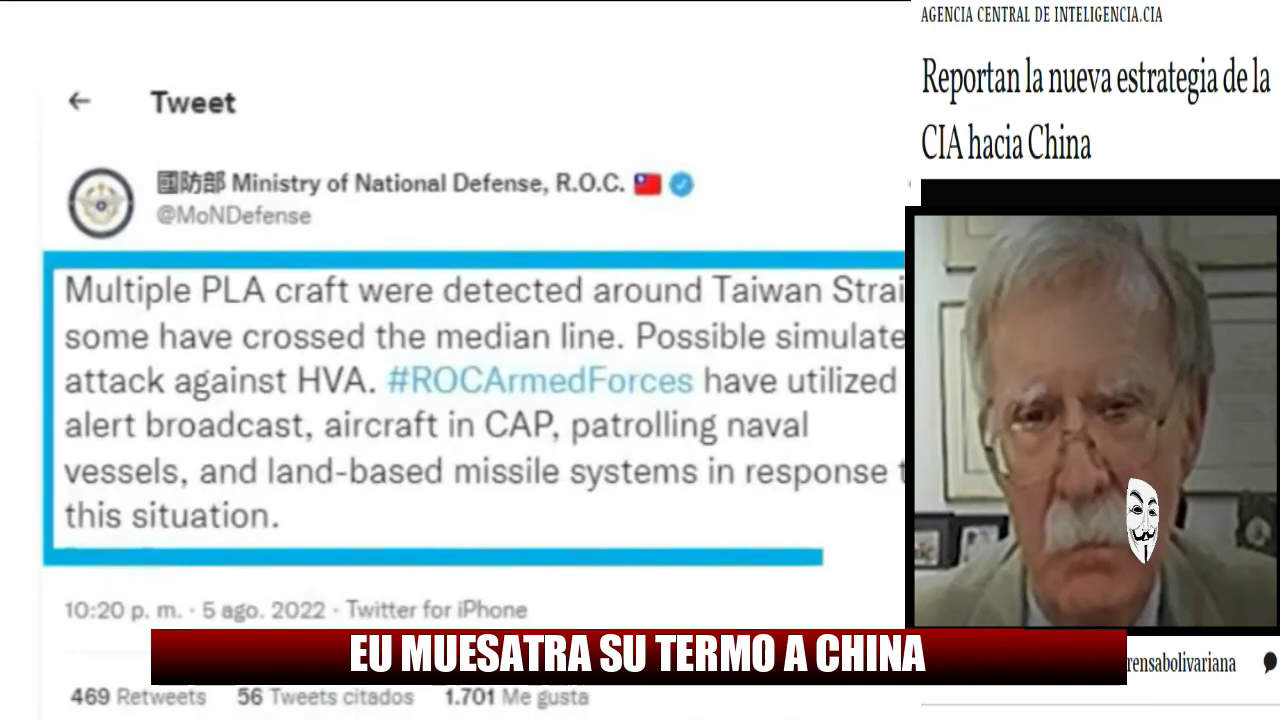 Tweet
國防部 Ministry of National Defense, R.O.C.
@MoNDefense
Multiple PLA craft were detected around Taiwan Strai
some have crossed the median line. Possible simulate
attack against HVA. #ROCArmedForces have utilized
alert broadcast, aircraft in CAP, patrolling naval
vessels, and land-based missile systems in response t
this situation.
10:20 p. m. · 5 ago. 2022 · Twitter for iPhone
469 Retweets 56 Tweets citados 1.701 Me gusta
AGENCIA CENTRAL DE INTELIGENCIA.CIA
Reportan la nueva estrategia de la
CIA hacia China
rensabolivariana
EU MUESATRA SU TERMO A CHINA